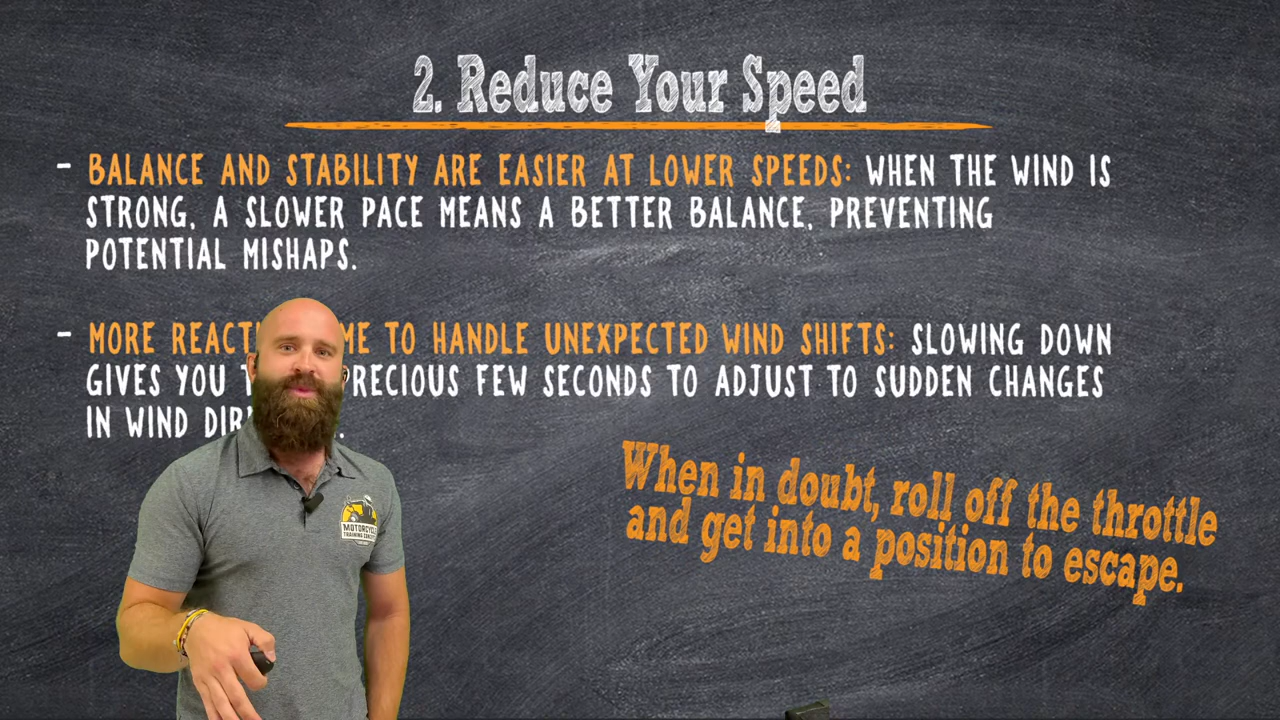 2. Reduce Your Speed
- BALANCE AND STABILITY ARE EASIER AT LOWER SPEEDS: WHEN THE WIND IS
STRONG, A SLOWER PACE MEANS A BETTER BALANCE, PREVENTING
POTENTIAL MISHAPS.
- MORE ME TO HANDLE UNEXPECTED WIND SHIFTS: SLOWING DOWN
GIVES YOU FEW SECONDS TO ADJUST TO SUDDEN CHANGES
IN WIND
When in doubt, roll off the throttle
and get into a position to escape.
MOTORCYCLE
TRAINING